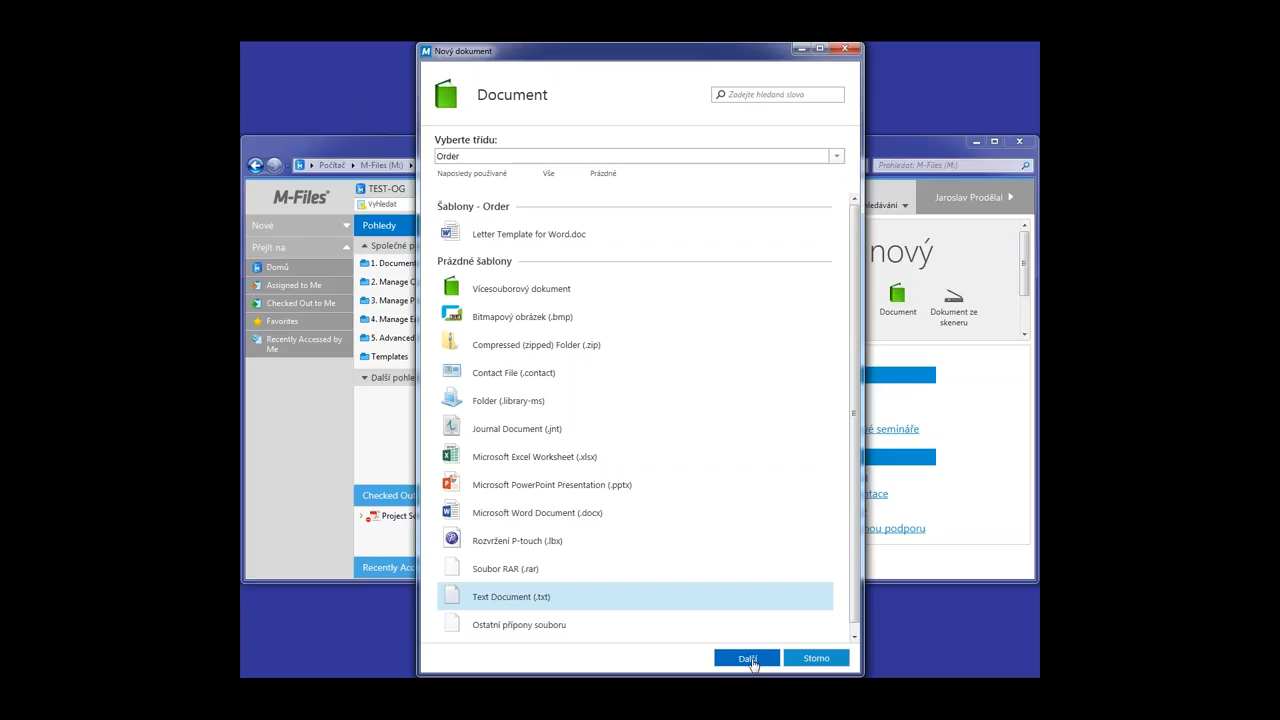 Nový dokument
Document
Zadejte hledaná slova
Vyberte třídu:
Order
Naposledy používané Vše Prázdné
Šablony - Order
Letter Template for Word.doc
Prázdné šablony
Vícesouborový dokument
Bitmapový obrázek (.bmp)
Compressed (zipped) Folder (.zip)
Contact File (.contact)
Folder (.library-ms)
Journal Document (.jnt)
Microsoft Excel Worksheet (.xlsx)
Microsoft PowerPoint Presentation (.pptx)
Microsoft Word Document (.docx)
Rozvržení P-touch (.lbx)
Soubor RAR (.rar)
Text Document (.txt)
Ostatní přípony souboru
Další Storno
Počítač M-Files (M:)
Prohledat: M-Files (M:)
M-Files
TEST-OG
Vyhledat
Jaroslav Prodělal
Nové
Přejít na
Domů
Assigned to Me
Checked Out to Me
Favorites
Recently Accessed by
Me
Pohledy
Společné p
1. Documen
2. Manage C
3. Manage P
4. Manage E
5. Advanced
Templates
Další pohle
Checked Out
Project Sc
Recently Acc
hledávání
nový
Document
Dokument ze
skeneru
é semináře
tace
nou podporu